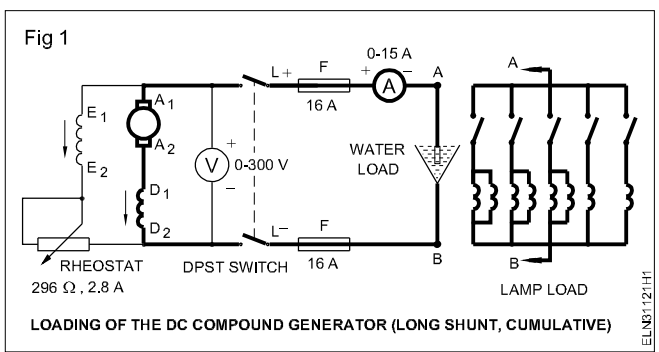 Fig 1
0-15 A
L+
F
+
A
−
A
16 A
E1
A1
A2
E2
+
V
0-300 V
−
WATER
LOAD
D1
D2
L−
F
16 A
B
RHEOSTAT
296 Ω , 2.8 A
DPST SWITCH
A
B
LAMP LOAD
LOADING OF THE DC COMPOUND GENERATOR (LONG SHUNT, CUMULATIVE)
ELN31121H1